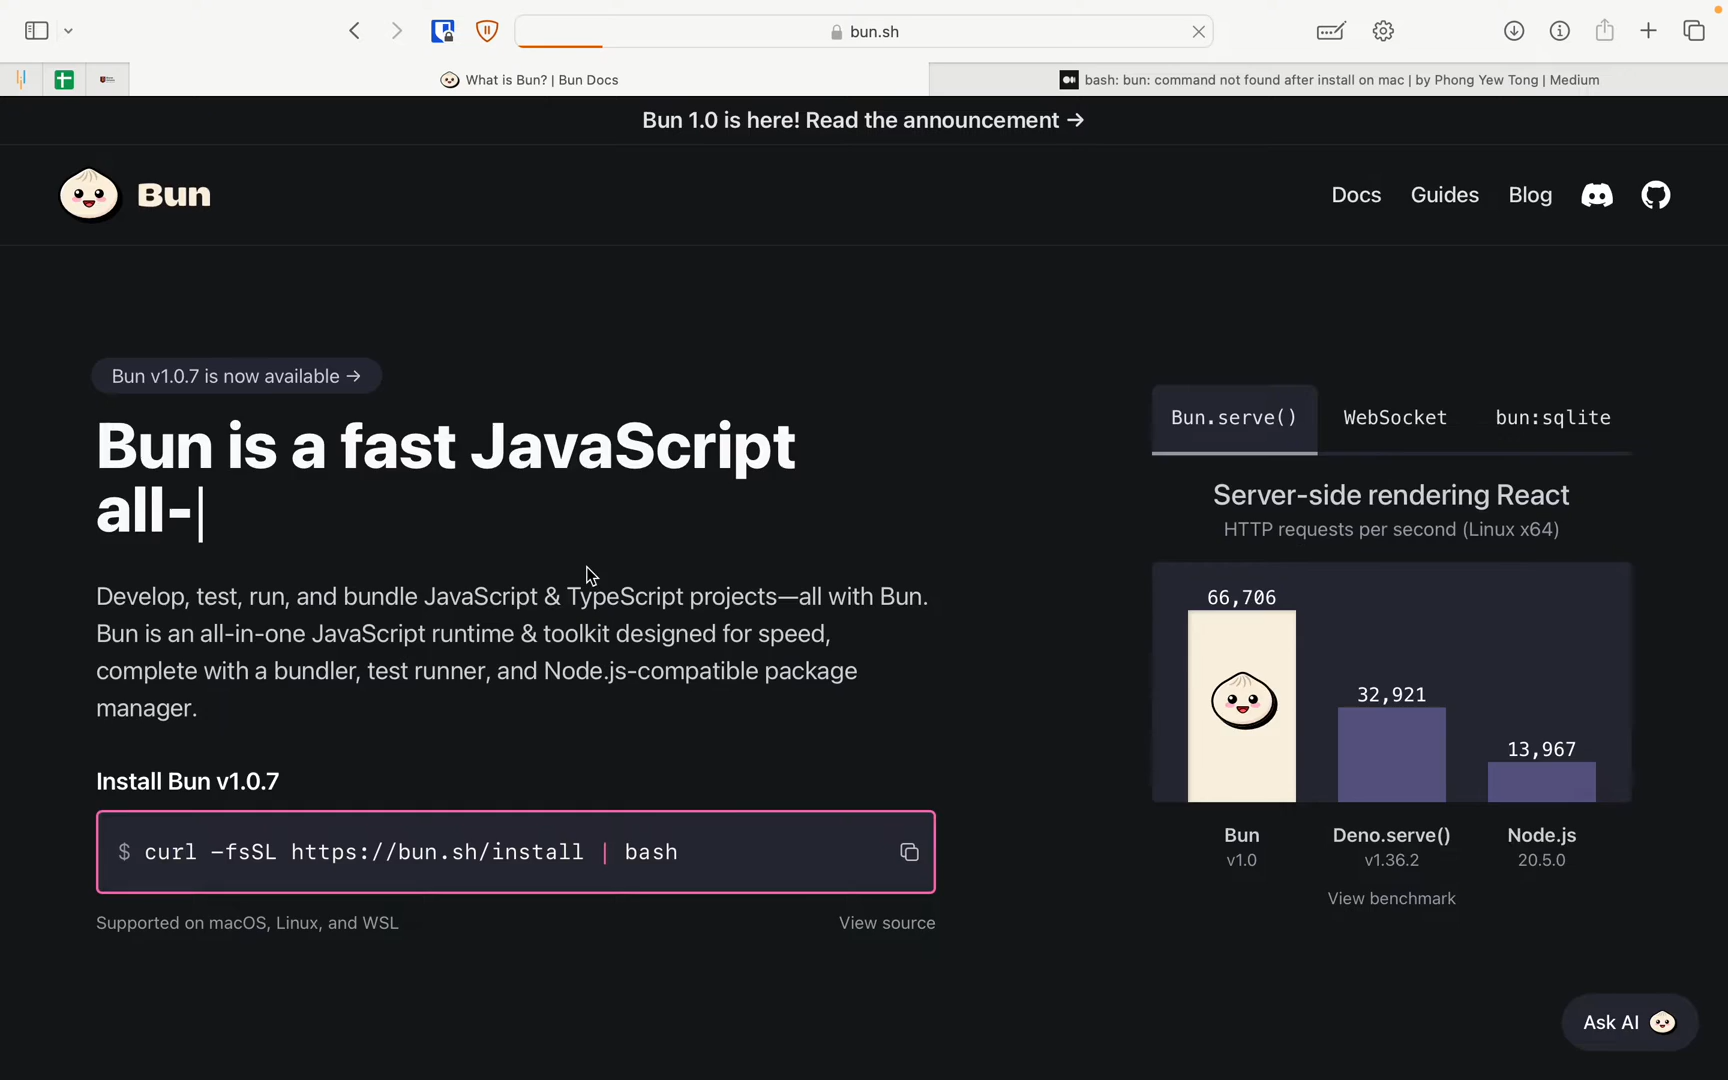 bun.sh
What is Bun? | Bun Docs
bash: bun: command not found after install on mac | by Phong Yew Tong | Medium
Bun 1.0 is here! Read the announcement →
Bun
Docs
Guides
Blog
Bun v1.0.7 is now available →
Bun is a fast JavaScript
all-
Develop, test, run, and bundle JavaScript & TypeScript projects—all with Bun.
Bun is an all-in-one JavaScript runtime & toolkit designed for speed,
complete with a bundler, test runner, and Node.js-compatible package
manager.
Install Bun v1.0.7
$ curl -fsSL https://bun.sh/install | bash
Supported on macOS, Linux, and WSL
View source
Bun.serve()
WebSocket
bun:sqlite
Server-side rendering React
HTTP requests per second (Linux x64)
66,706
32,921
13,967
Bun
Deno.serve()
Node.js
v1.0
v1.36.2
20.5.0
View benchmark
Ask AI